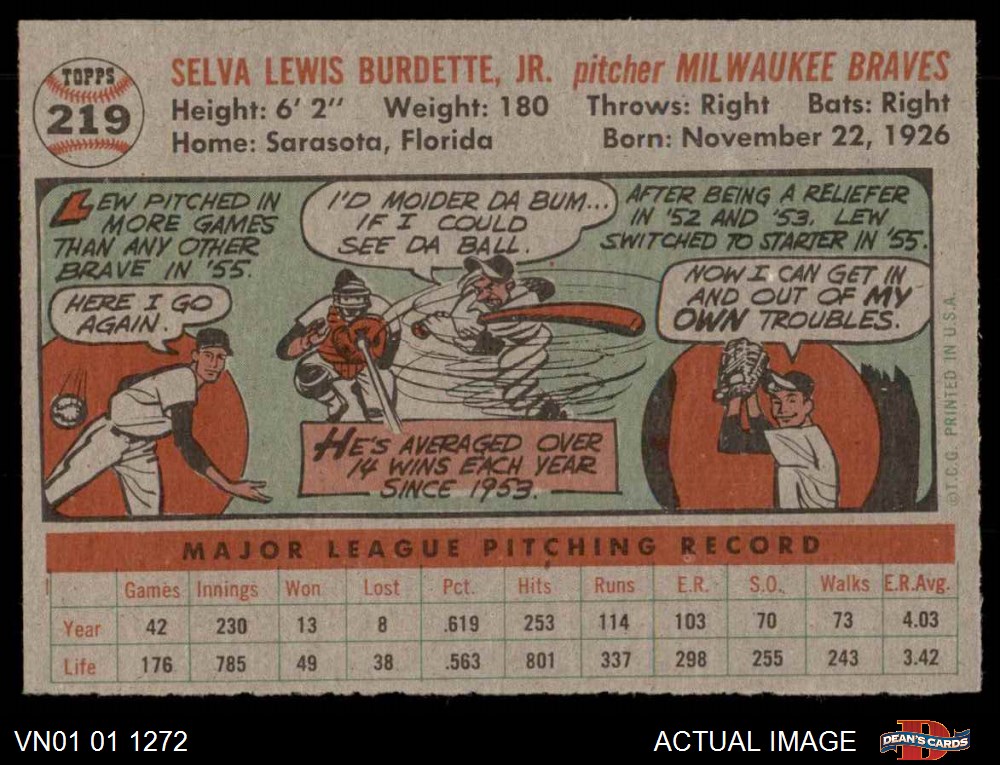 TOPPS
219
SELVA LEWIS BURDETTE, JR. pitcher MILWAUKEE BRAVES
Height: 6' 2" Weight: 180 Throws: Right Bats: Right
Home: Sarasota, Florida Born: November 22, 1926
LEW PITCHED IN
MORE GAMES
THAN ANY OTHER
BRAVE IN '55.
HERE I GO
AGAIN.
I'D MOIDER DA BUM...
IF I COULD
SEE DA BALL.
HE'S AVERAGED OVER
14 WINS EACH YEAR
SINCE 1953.
AFTER BEING A RELIEFER
IN '52 AND '53, LEW
SWITCHED TO STARTER IN '55.
NOW I CAN GET IN
AND OUT OF MY
OWN TROUBLES.
©T.C.G. PRINTED IN U.S.A.
MAJOR LEAGUE PITCHING RECORD
Games Innings Won Lost Pct. Hits Runs E.R. S.O. Walks E.R.Avg.
Year 42 230 13 8 .619 253 114 103 70 73 4.03
Life 176 785 49 38 .563 801 337 298 255 243 3.42
VN01 01 1272
ACTUAL IMAGE
DEAN'S CARDS